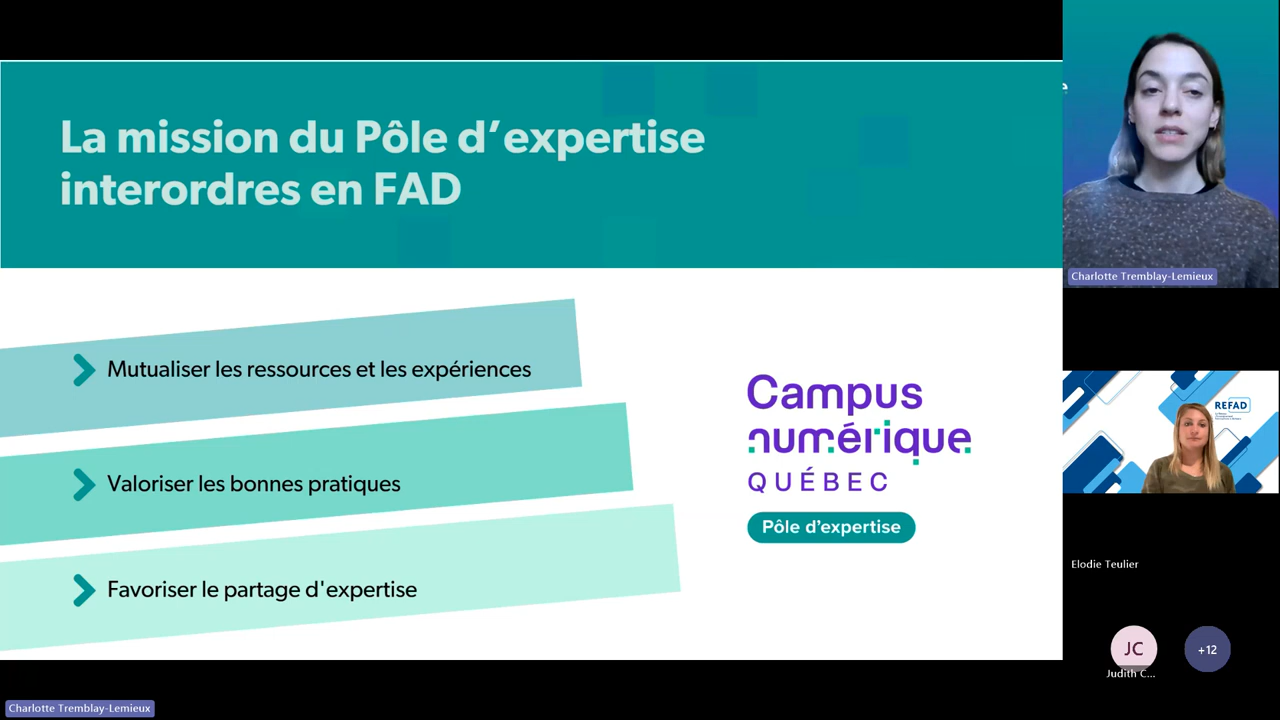 La mission du Pôle d'expertise
interordres en FAD
Mutualiser les ressources et les expériences
Valoriser les bonnes pratiques
Favoriser le partage d'expertise
Campus
numérique
QUÉBEC
Pôle d'expertise
e
Charlotte Tremblay-Lemieux
REFAD
Elodie Teulier
JC
Judith C...
+12
Charlotte Tremblay-Lemieux